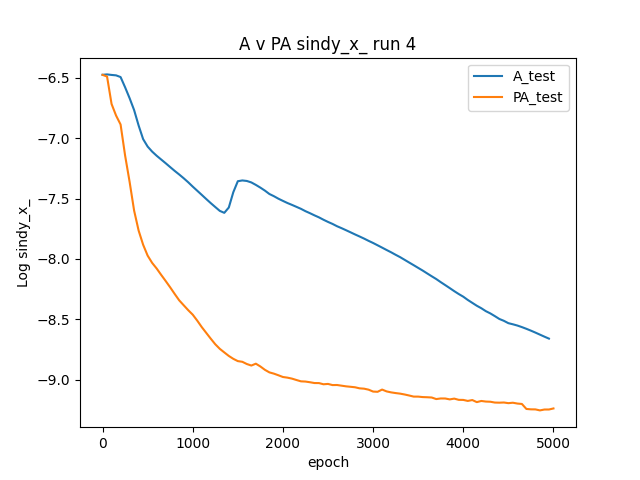 A v PA sindy_x_ run 4
A_test
PA_test
−6.5
−7.0
−7.5
−8.0
−8.5
−9.0
Log sindy_x_
0 1000 2000 3000 4000 5000
epoch